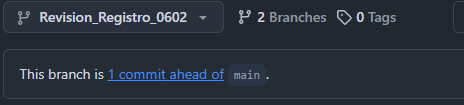 Revision_Registro_0602 2 Branches 0 Tags
This branch is 1 commit ahead of main .